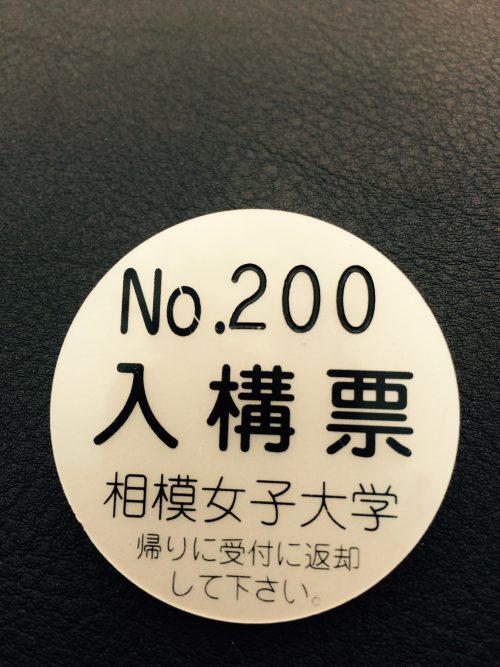 No.200
入構票
相模女子大学
帰りに受付に返却
して下さい。